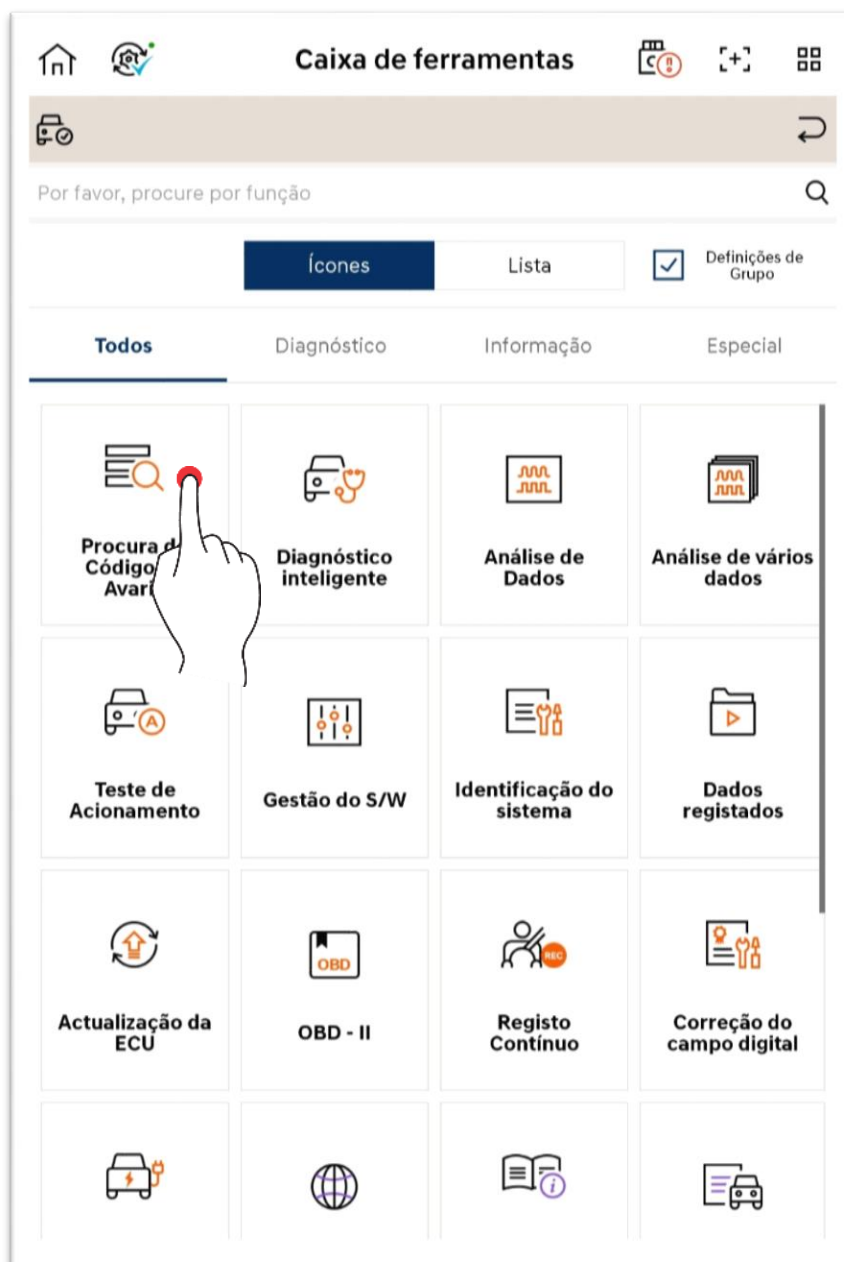 Caixa de ferramentas
Por favor, procure por função
Ícones
Lista
Definições de
Grupo
Todos
Diagnóstico
Informação
Especial
Procura
Código
Diagnóstico
inteligente
Análise de
Dados
Análise de vários
dados
Teste de
Acionamento
Gestão do S/W
Identificação do
sistema
Dados
registados
Actualização da
ECU
OBD
OBD - II
REC
Registo
Contínuo
Correção do
campo digital